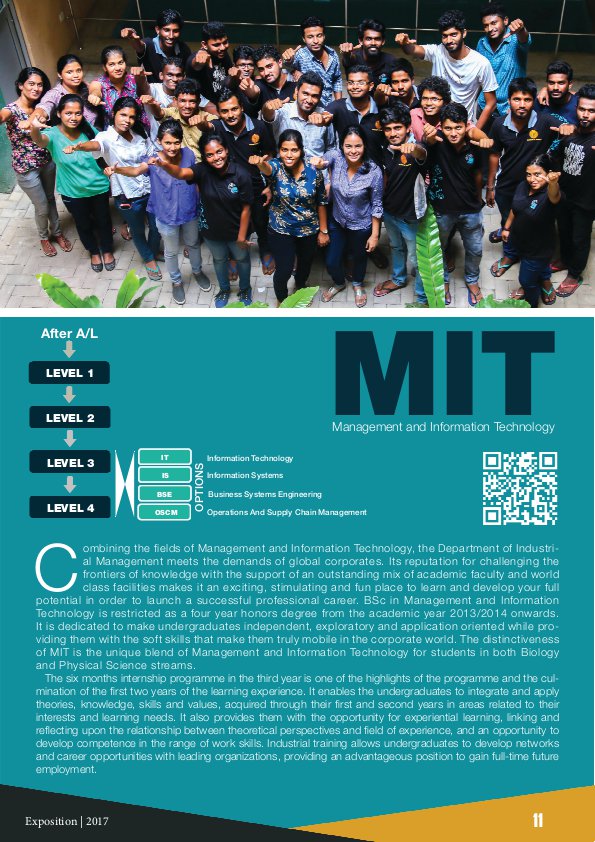 After A/L
LEVEL 1
LEVEL 2
LEVEL 3
LEVEL 4
IT
IS
BSE
OSCM
OPTIONS
Information Technology
Information Systems
Business Systems Engineering
Operations And Supply Chain Management
MIT
Management and Information Technology
Combining the fields of Management and Information Technology, the Department of Industri-
al Management meets the demands of global corporates. Its reputation for challenging the
frontiers of knowledge with the support of an outstanding mix of academic faculty and world
class facilities makes it an exciting, stimulating and fun place to learn and develop your full
potential in order to launch a successful professional career. BSc in Management and Information
Technology is restricted as a four year honors degree from the academic year 2013/2014 onwards.
It is dedicated to make undergraduates independent, exploratory and application oriented while pro-
viding them with the soft skills that make them truly mobile in the corporate world. The distinctiveness
of MIT is the unique blend of Management and Information Technology for students in both Biology
and Physical Science streams.
The six months internship programme in the third year is one of the highlights of the programme and the cul-
mination of the first two years of the learning experience. It enables the undergraduates to integrate and apply
theories, knowledge, skills and values, acquired through their first and second years in areas related to their
interests and learning needs. It also provides them with the opportunity for experiential learning, linking and
reflecting upon the relationship between theoretical perspectives and field of experience, and an opportunity to
develop competence in the range of work skills. Industrial training allows undergraduates to develop networks
and career opportunities with leading organizations, providing an advantageous position to gain full-time future
employment.
Exposition | 2017
11